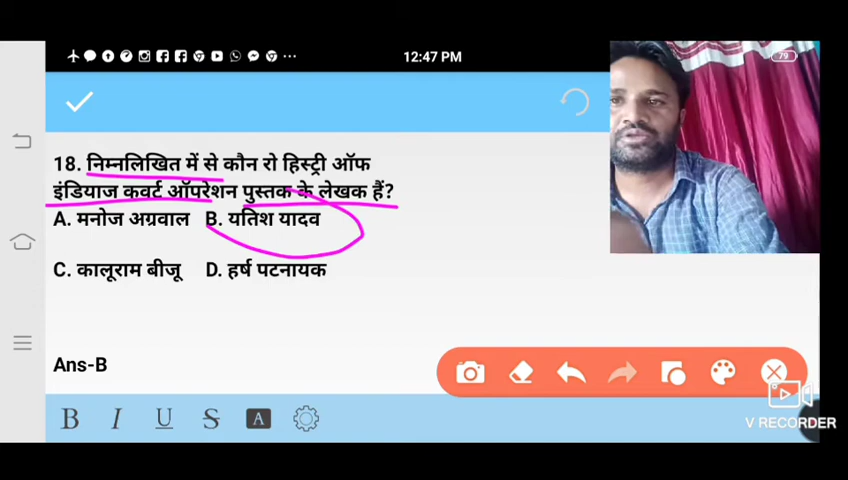 12:47 PM
79
18. निम्नलिखित में से कौन रो हिस्ट्री ऑफ
इंडियाज कवर्ट ऑपरेशन पुस्तक के लेखक हैं?
A. मनोज अग्रवाल B. यतिश यादव
C. कालूराम बीजू D. हर्ष पटनायक
Ans-B
B I U S A
V RECORDER